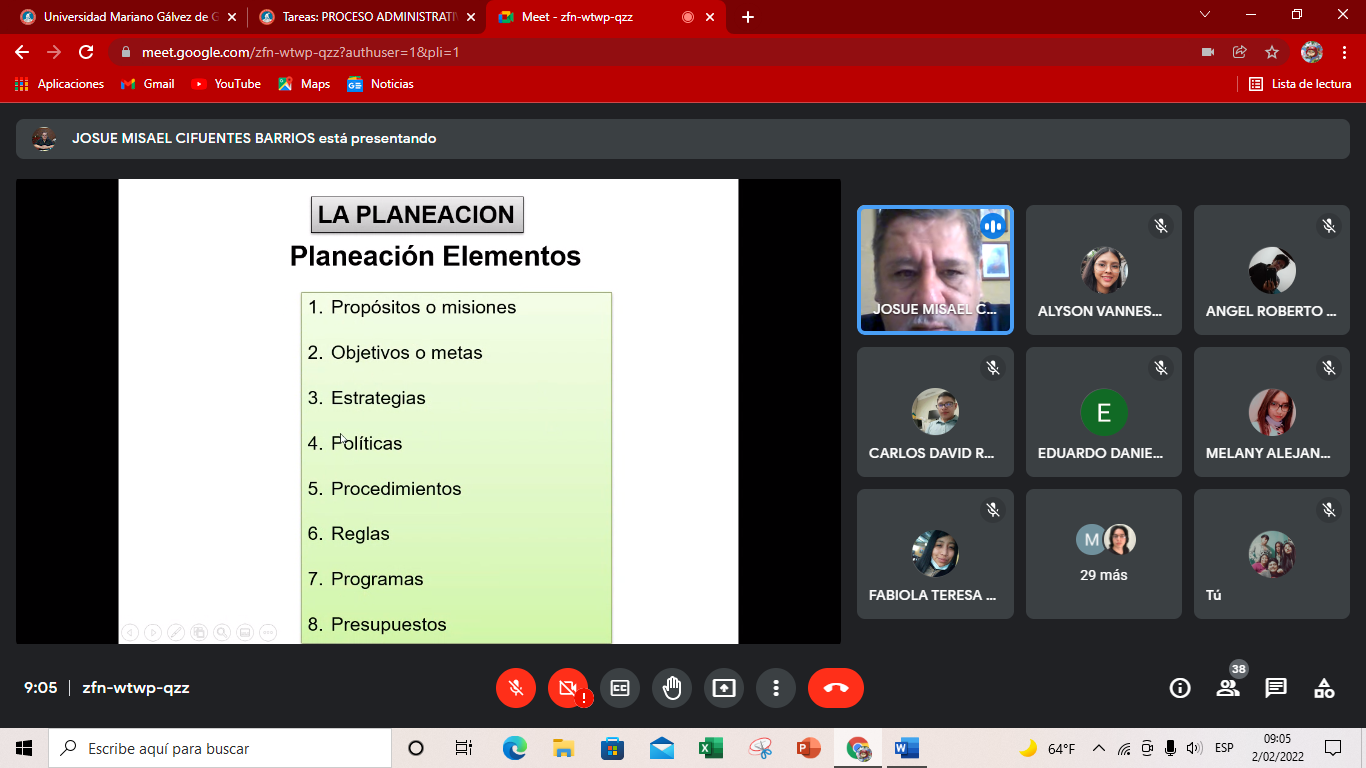 Universidad Mariano Gálvez de G
Tareas: PROCESO ADMINISTRATIV
Meet - zfn-wtwp-qzz
meet.google.com/zfn-wtwp-qzz?authuser=1&pli=1
Aplicaciones
Gmail
YouTube
Maps
Noticias
Lista de lectura
JOSUE MISAEL CIFUENTES BARRIOS está presentando
LA PLANEACION
Planeación Elementos
1. Propósitos o misiones
2. Objetivos o metas
3. Estrategias
4. Políticas
5. Procedimientos
6. Reglas
7. Programas
8. Presupuestos
JOSUE MISAEL C...
ALYSON VANNES...
ANGEL ROBERTO ...
CARLOS DAVID R...
E
EDUARDO DANIE...
MELANY ALEJAN...
FABIOLA TERESA ...
M
29 más
Tú
9:05 | zfn-wtwp-qzz
38
Escribe aquí para buscar
64°F
ESP
09:05
2/02/2022